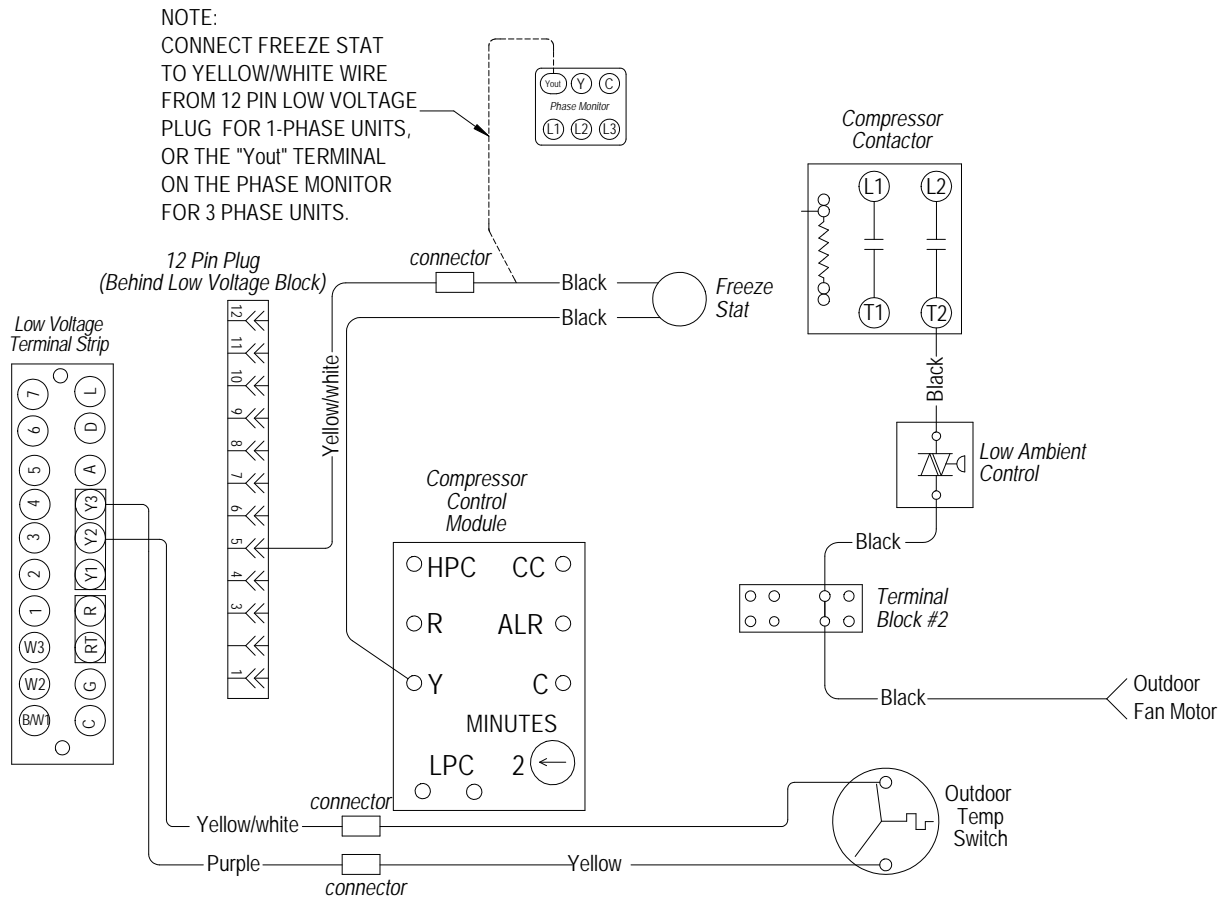 NOTE:
CONNECT FREEZE STAT
TO YELLOW/WHITE WIRE
FROM 12 PIN LOW VOLTAGE
PLUG FOR 1-PHASE UNITS,
OR THE "Yout" TERMINAL
ON THE PHASE MONITOR
FOR 3 PHASE UNITS.
Yout Y C
Phase Monitor
L1 L2 L3
Compressor
Contactor
L1 L2
T1 T2
Black
Low Ambient
Control
Black
Terminal
Block #2
Black
Outdoor
Fan Motor
12 Pin Plug
(Behind Low Voltage Block)
12
11
10
9
8
7
6
5
4
3
1
connector
Black
Black
Freeze
Stat
Yellow/white
Low Voltage
Terminal Strip
7 L
6 D
5 A
4 Y3
3 Y2
2 Y1
1 R
W3 RT
W2 G
B/W1 C
Compressor
Control
Module
HPC CC
R ALR
Y C
MINUTES
LPC 2
Yellow/white
connector
Purple
connector
Yellow
Outdoor
Temp
Switch